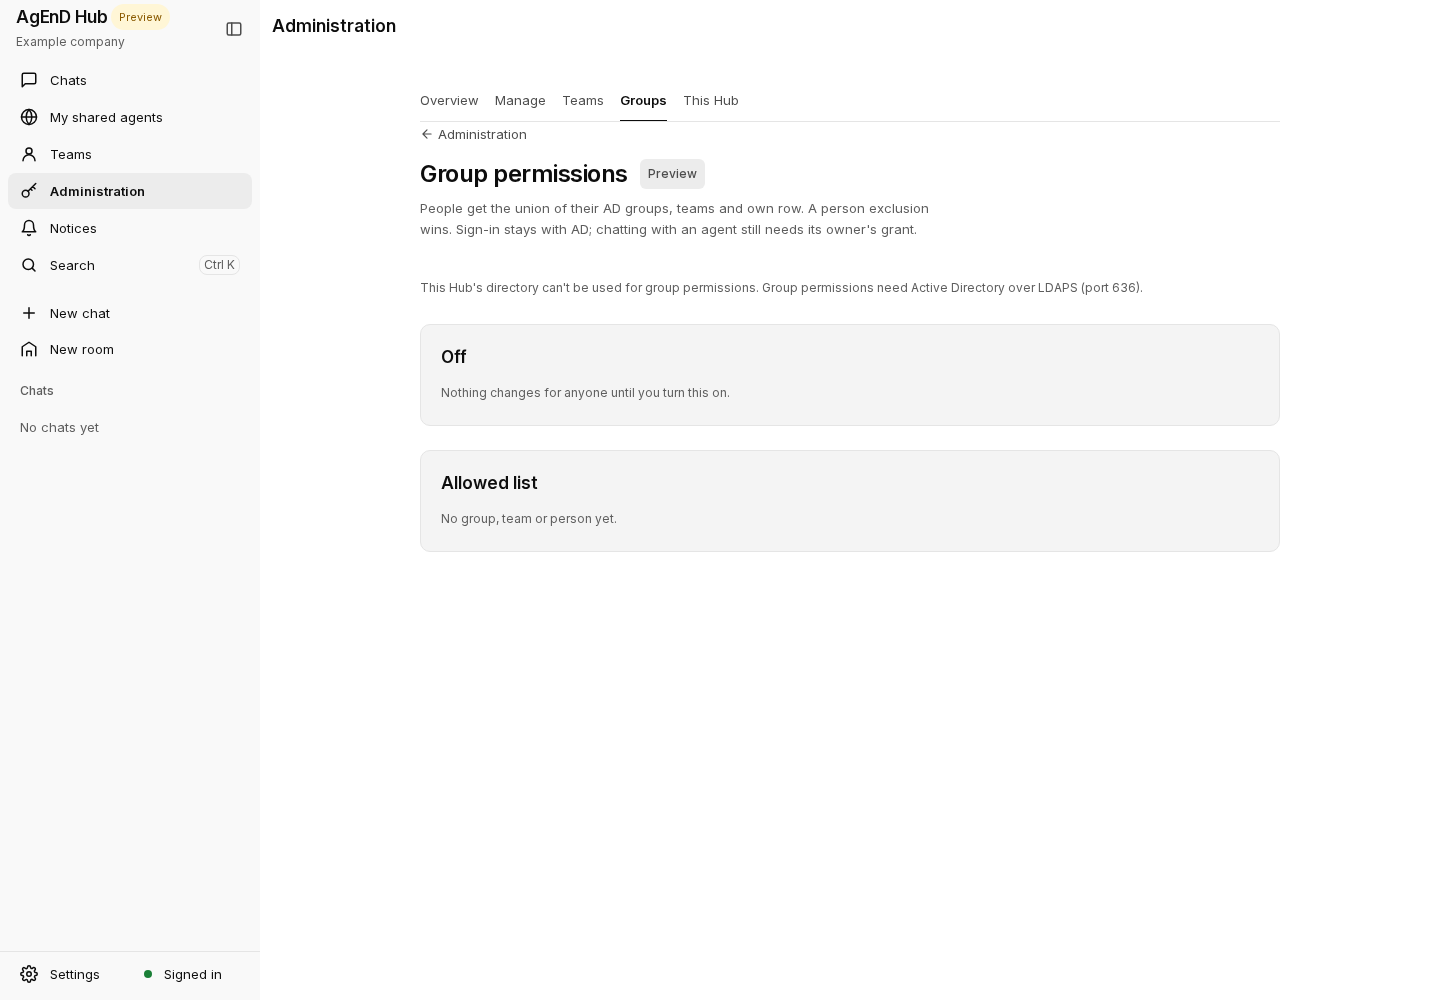 AgEnD Hub Preview
Example company
Chats
My shared agents
Teams
Administration
Notices
Search Ctrl K
New chat
New room
Chats
No chats yet
Settings
Signed in
Administration
Overview Manage Teams Groups This Hub
Administration
Group permissions Preview
People get the union of their AD groups, teams and own row. A person exclusion
wins. Sign-in stays with AD; chatting with an agent still needs its owner's grant.
This Hub's directory can't be used for group permissions. Group permissions need Active Directory over LDAPS (port 636).
Off
Nothing changes for anyone until you turn this on.
Allowed list
No group, team or person yet.